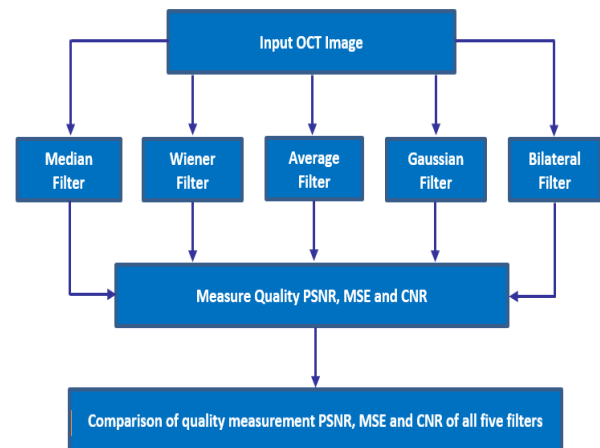 Input OCT Image
Median
Filter
Wiener
Filter
Average
Filter
Gaussian
Filter
Bilateral
Filter
Measure Quality PSNR, MSE and CNR
Comparison of quality measurement PSNR, MSE and CNR of all five filters